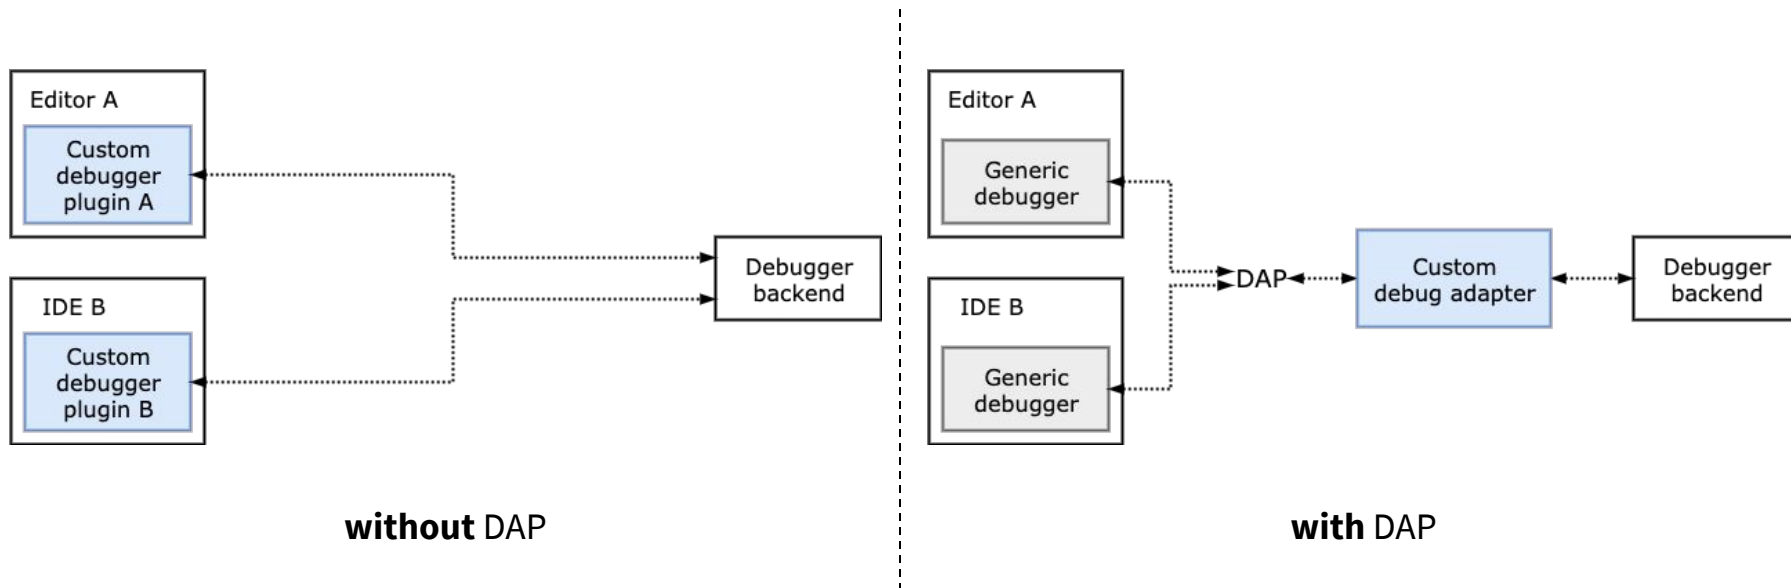 Editor A
Custom
debugger
plugin A
IDE B
Custom
debugger
plugin B
Debugger
backend
without DAP
Editor A
Generic
debugger
IDE B
Generic
debugger
DAP
Custom
debug adapter
Debugger
backend
with DAP